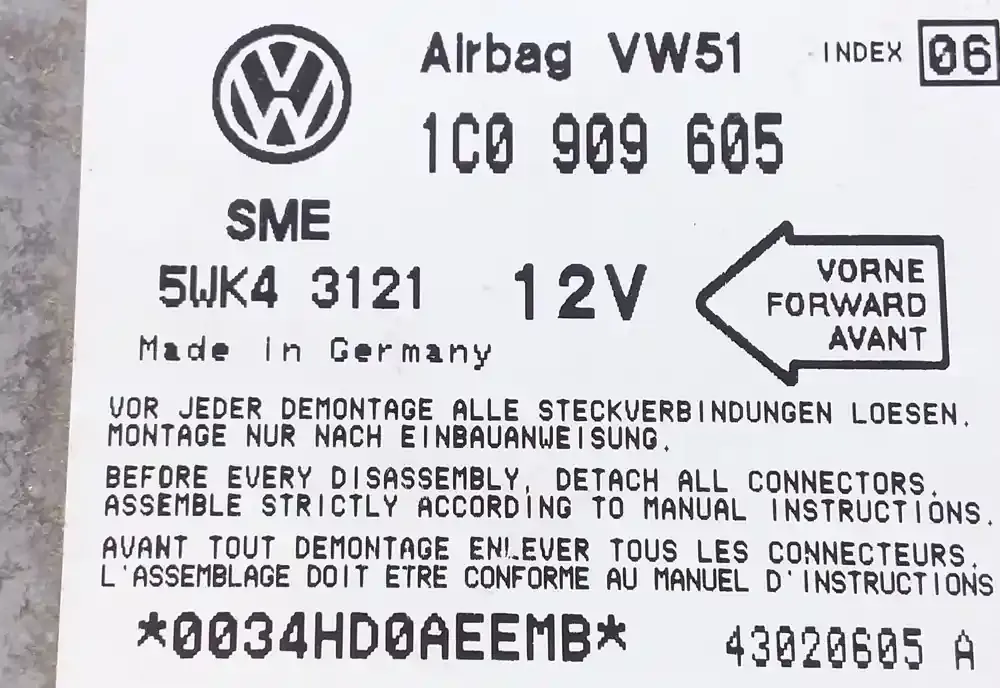 Airbag VW51 INDEX 06
1C0 909 605
SME
5WK4 3121 12V
VORNE
FORWARD
AVANT
Made in Germany
VOR JEDER DEMONTAGE ALLE STECKVERBINDUNGEN LOESEN.
MONTAGE NUR NACH EINBAUANWEISUNG.
BEFORE EVERY DISASSEMBLY, DETACH ALL CONNECTORS.
ASSEMBLE STRICTLY ACCORDING TO MANUAL INSTRUCTIONS.
AVANT TOUT DEMONTAGE ENLEVER TOUS LES CONNECTEURS.
L'ASSEMBLAGE DOIT ETRE CONFORME AU MANUEL D'INSTRUCTIONS
*0034HD0AEEMB* 43020605 A